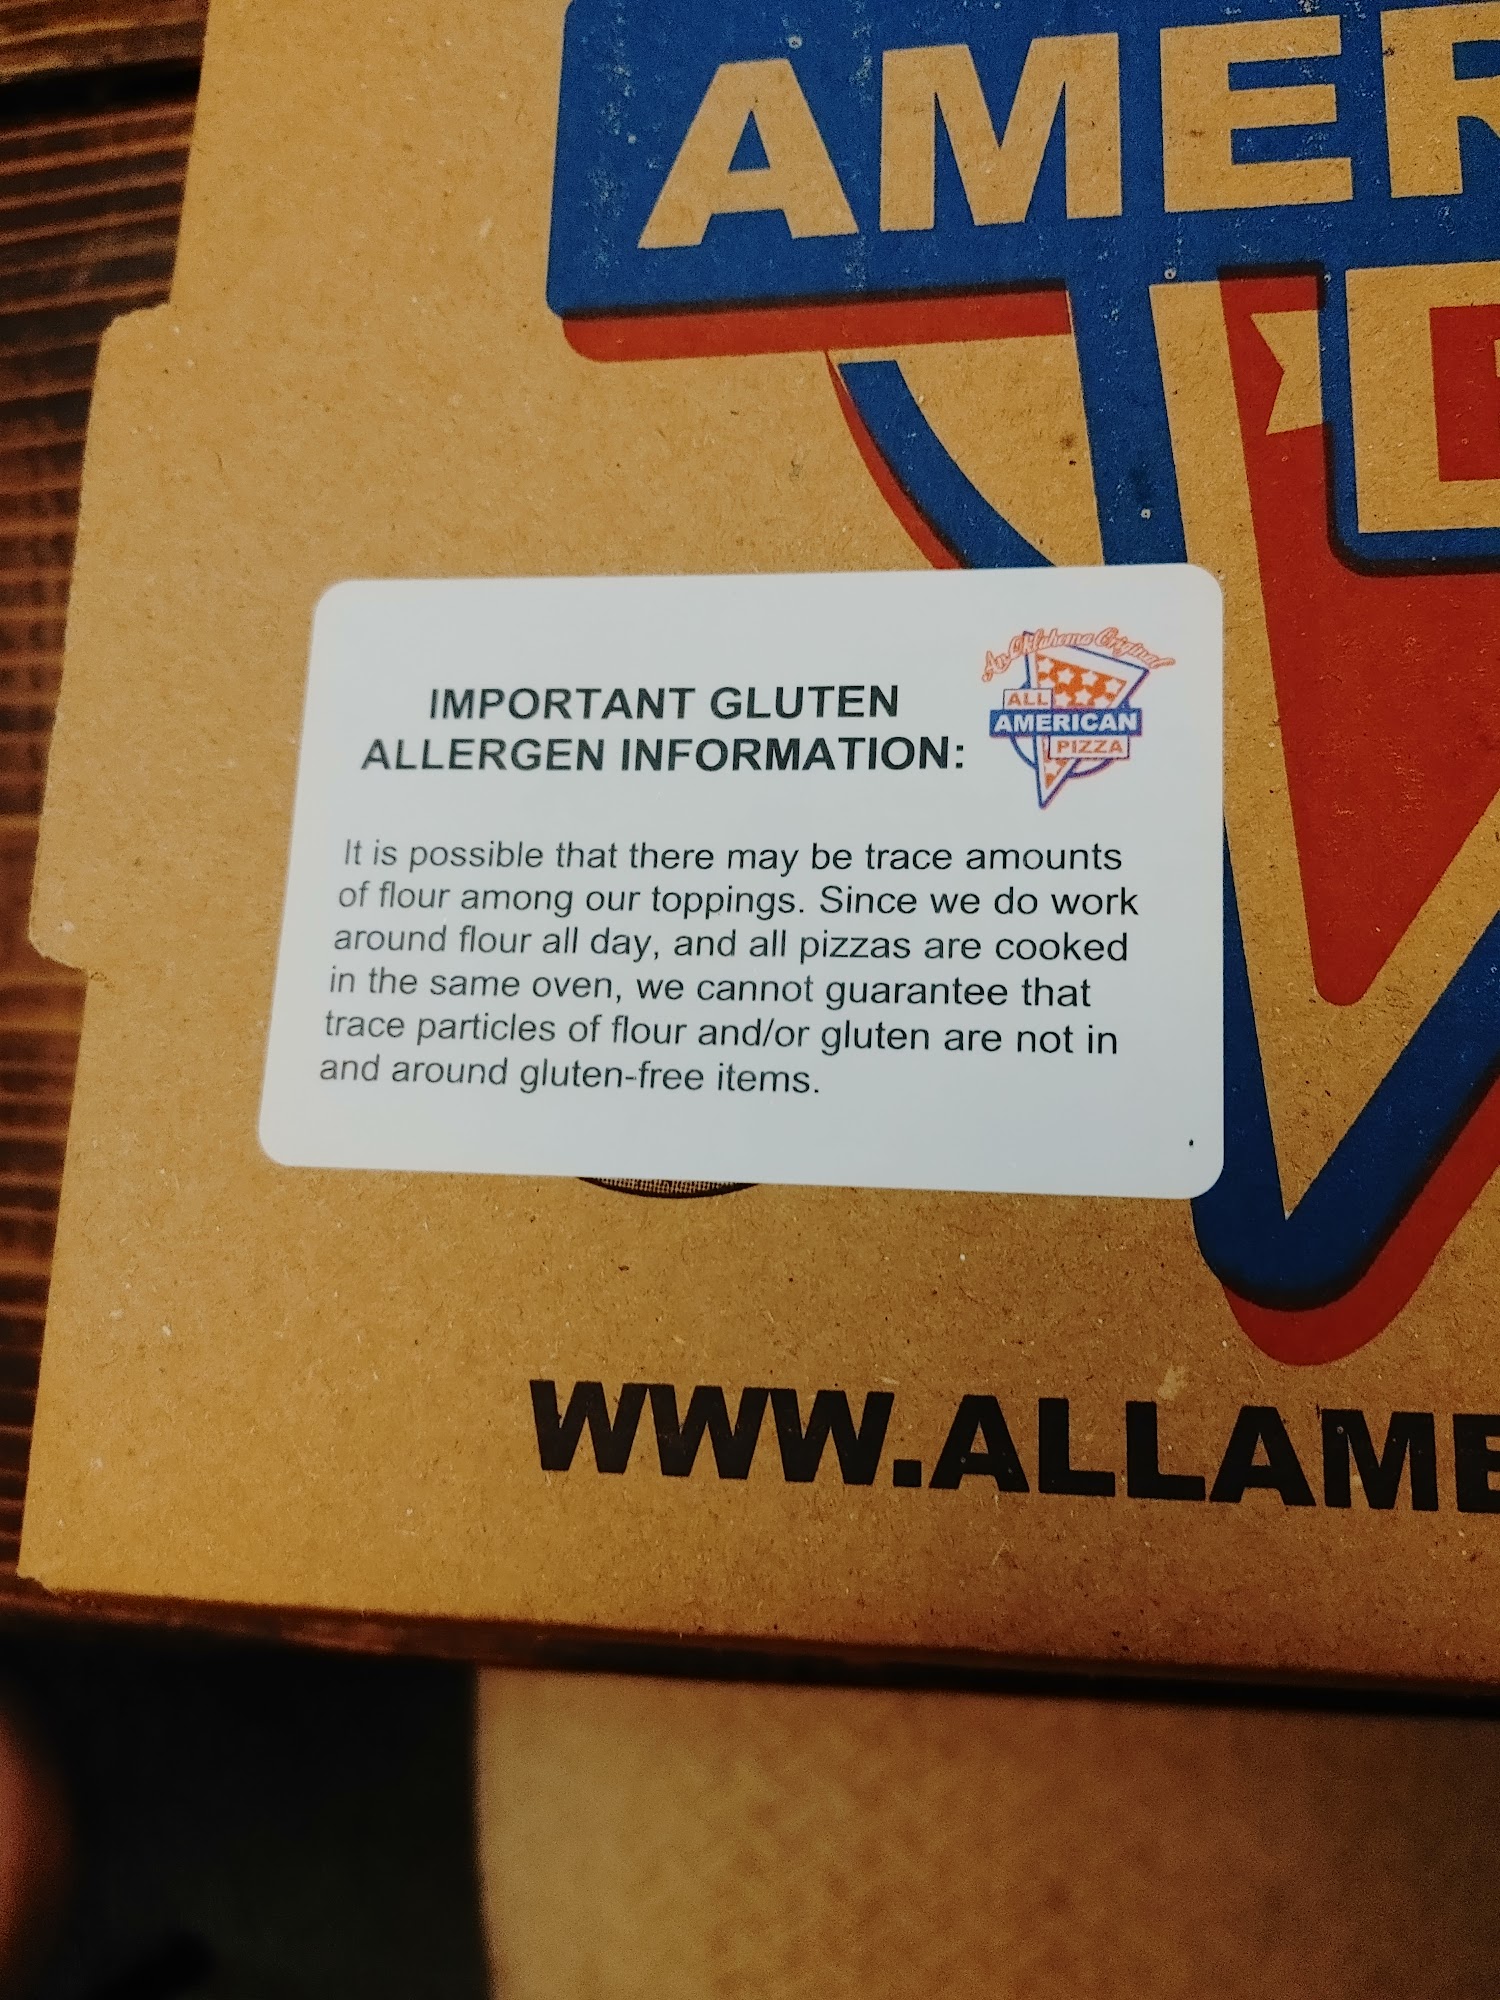 AMER
IMPORTANT GLUTEN
ALLERGEN INFORMATION:
An Oklahoma Original
ALL
AMERICAN
PIZZA
It is possible that there may be trace amounts
of flour among our toppings. Since we do work
around flour all day, and all pizzas are cooked
in the same oven, we cannot guarantee that
trace particles of flour and/or gluten are not in
and around gluten-free items.
WWW.ALLAME